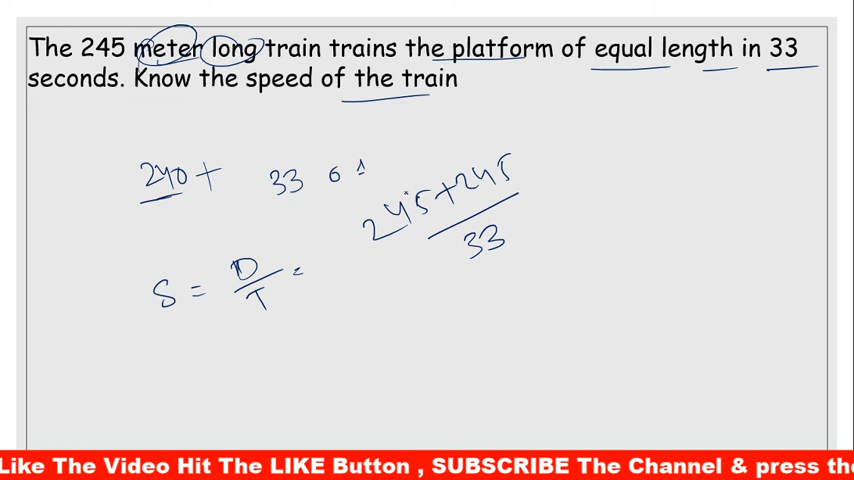 The 245 meter long train trains the platform of equal length in 33
seconds. Know the speed of the train
240 + 33
245 + 245
33
S = D
T =
Like The Video Hit The LIKE Button , SUBSCRIBE The Channel & press the